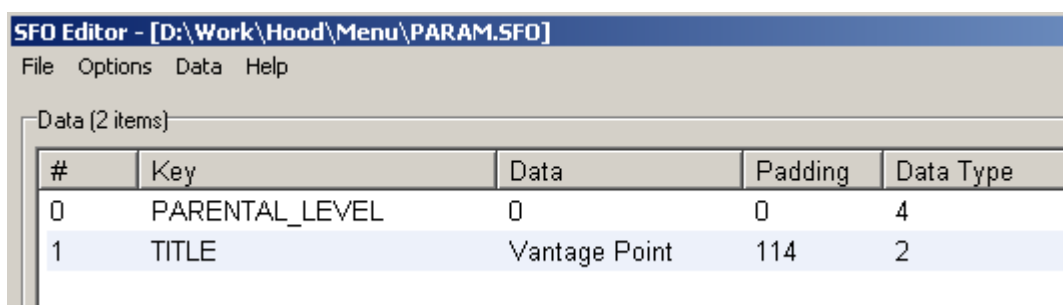 SFO Editor - [D:\Work\Hood\Menu\PARAM.SFO]
File Options Data Help
Data (2 items)
# Key Data Padding Data Type
0 PARENTAL_LEVEL 0 0 4
1 TITLE Vantage Point 114 2